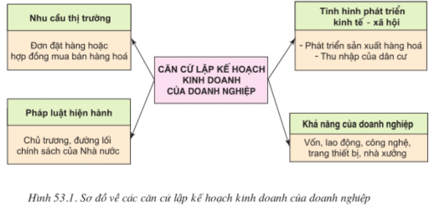 Nhu cầu thị trường
Đơn đặt hàng hoặc
hợp đồng mua bán hàng hoá
Tình hình phát triển
kinh tế - xã hội
- Phát triển sản xuất hàng hoá
- Thu nhập của dân cư
CĂN CỨ LẬP KẾ HOẠCH
KINH DOANH
CỦA DOANH NGHIỆP
Pháp luật hiện hành
Chủ trương, đường lối
chính sách của Nhà nước
Khả năng của doanh nghiệp
Vốn, lao động, công nghệ,
trang thiết bị, nhà xưởng
Hình 53.1. Sơ đồ về các căn cứ lập kế hoạch kinh doanh của doanh nghiệp